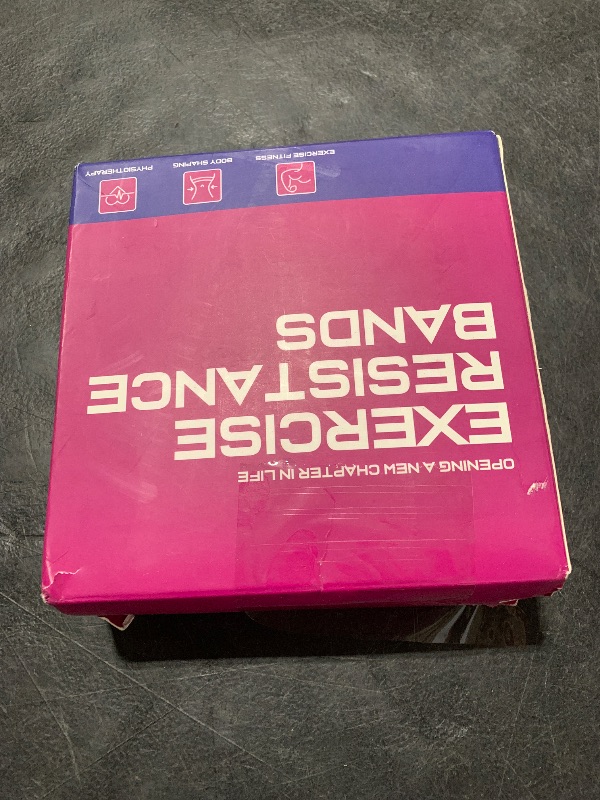 OPENING A NEW CHAPTER IN LIFE
EXERCISE
RESISTANCE
BANDS
EXERCISE FITNESS
BODY SHAPING
PHYSIOTHERAPY